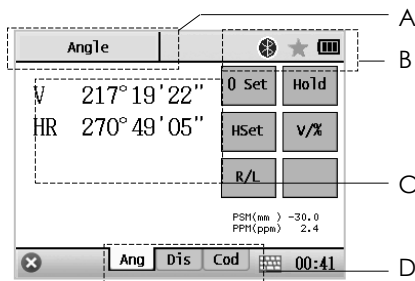 A
Angle
B
V 217°19'22"
HR 270°49'05"
0 Set Hold
HSet V/%
R/L
C
PSM(mm ) -30.0
PPM(ppm) 2.4
Ang Dis Cod 00:41
D